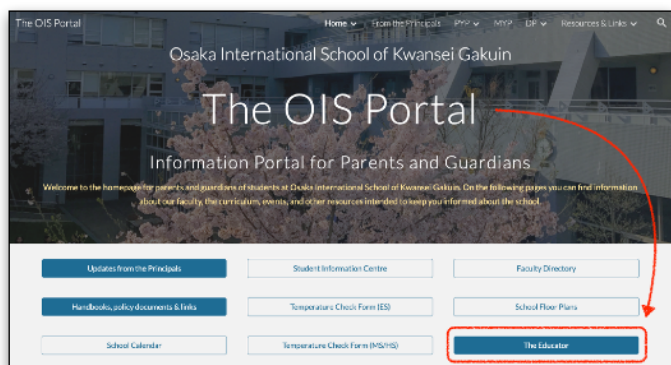 The OIS Portal
Home From the Principals PYP MYP DP Resources & Links
Osaka International School of Kwansei Gakuin
The OIS Portal
Information Portal for Parents and Guardians
Welcome to the homepage for parents and guardians of students at Osaka International School of Kwansei Gakuin. On the following pages you can find information
about our faculty, the curriculum, events, and other resources intended to keep you informed about the school.
Updates from the Principals
Student Information Centre
Faculty Directory
Handbooks, policy documents & links
Temperature Check Form (ES)
School Floor Plans
School Calendar
Temperature Check Form (MS/HS)
The Educator